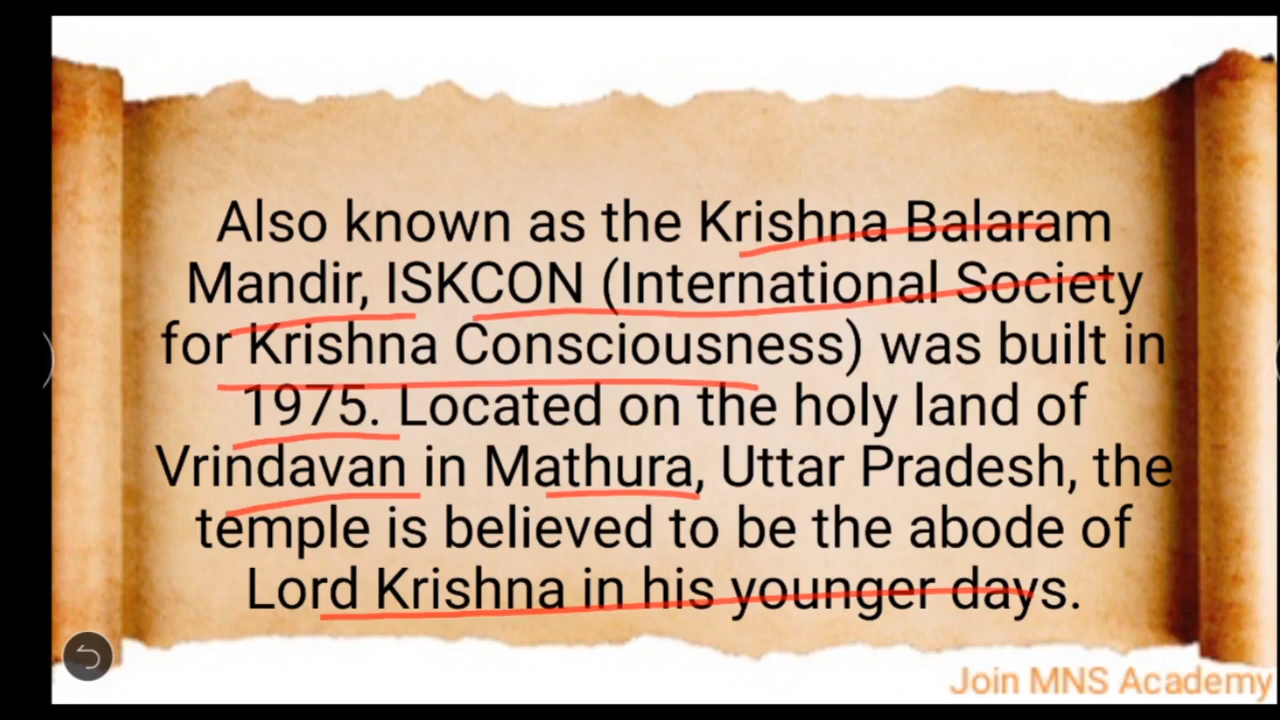 Also known as the Krishna Balaram
Mandir, ISKCON (International Society
for Krishna Consciousness) was built in
1975. Located on the holy land of
Vrindavan in Mathura, Uttar Pradesh, the
temple is believed to be the abode of
Lord Krishna in his younger days.
Join MNS Academy